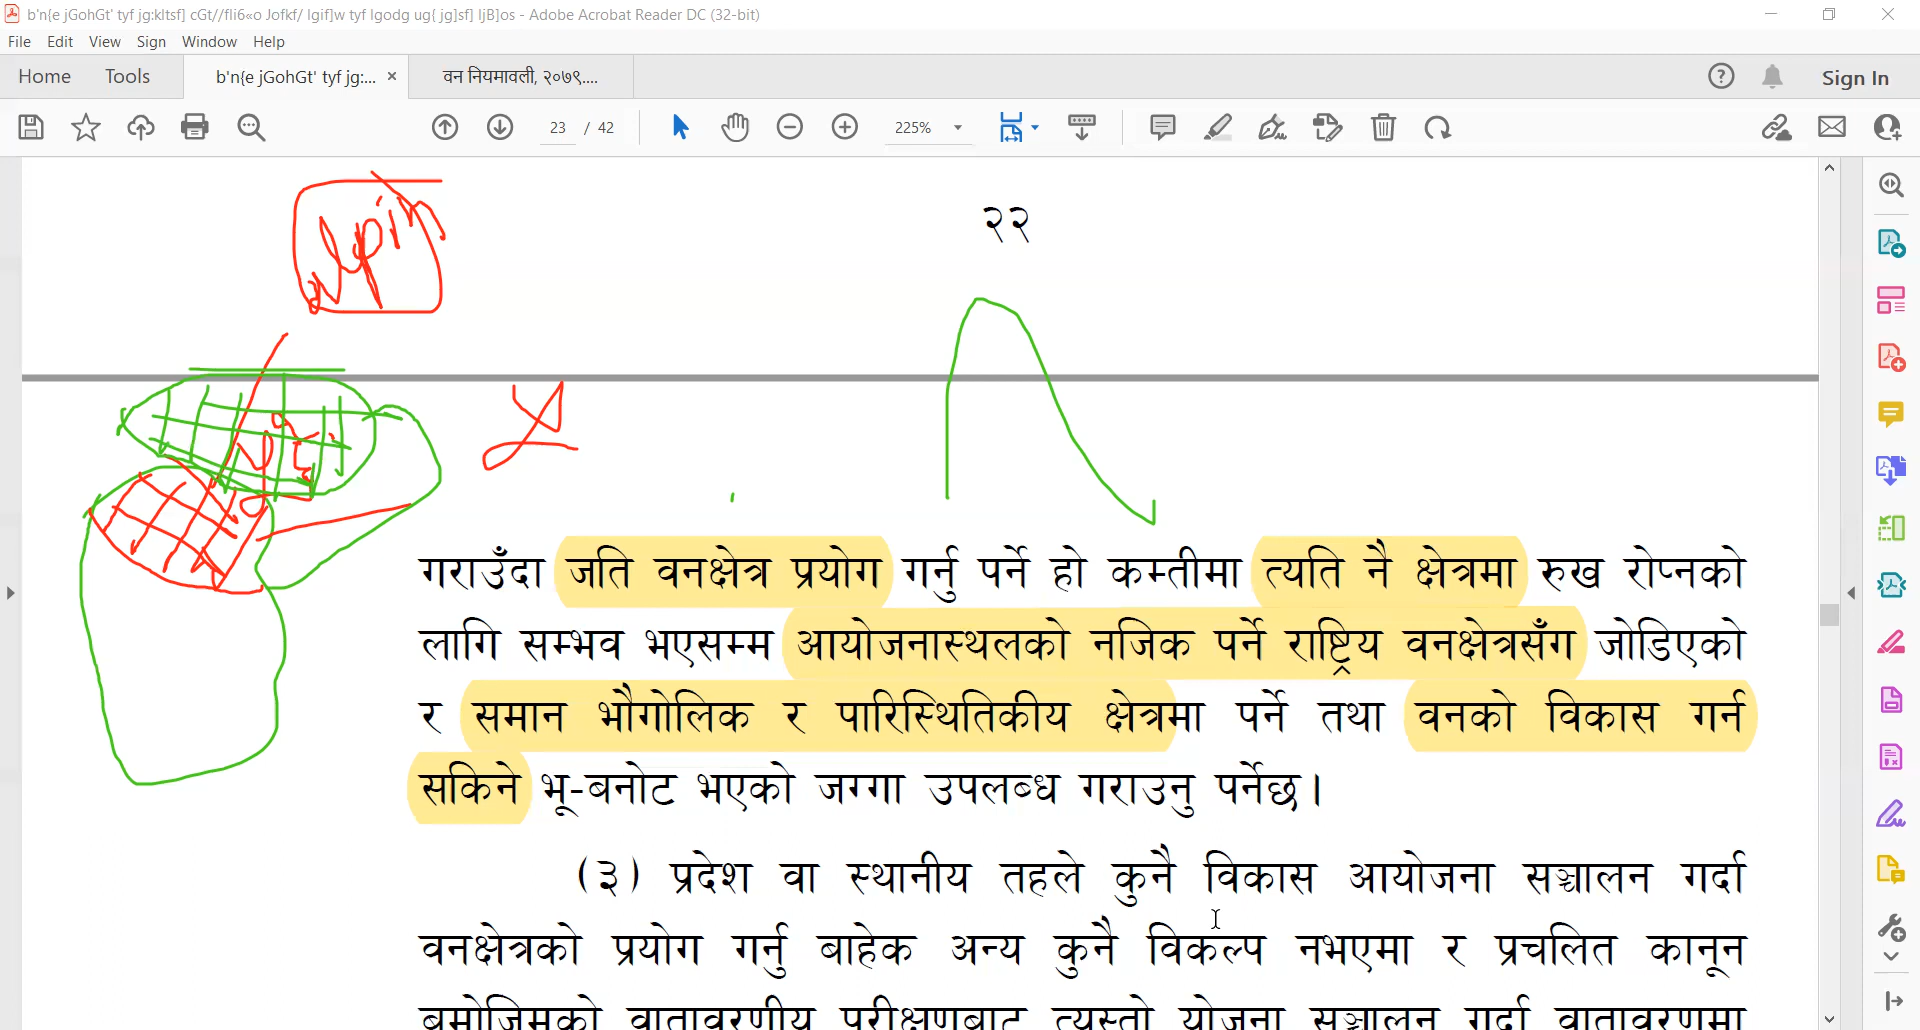 b'n{e jGohGt' tyf jg:kltsf] cGt//fli6«o Jofkf/ lgif]w tyf lgodg ug{ jg]sf] ljB]os - Adobe Acrobat Reader DC (32-bit)
File Edit View Sign Window Help
Home Tools b'n{e jGohGt' tyf jg:... × वन नियमावली, २०७९.... Sign In
23 / 42 225%
alpin
२२
गराउँदा जति वनक्षेत्र प्रयोग गर्नु पर्ने हो कम्तीमा त्यति नै क्षेत्रमा रुख रोप्नको
लागि सम्भव भएसम्म आयोजनास्थलको नजिक पर्ने राष्ट्रिय वनक्षेत्रसँग जोडिएको
र समान भौगोलिक र पारिस्थितिकीय क्षेत्रमा पर्ने तथा वनको विकास गर्न
सकिने भू-बनोट भएको जग्गा उपलब्ध गराउनु पर्नेछ।
(३) प्रदेश वा स्थानीय तहले कुनै विकास आयोजना सञ्चालन गर्दा
वनक्षेत्रको प्रयोग गर्नु बाहेक अन्य कुनै विकल्प नभएमा र प्रचलित कानून
बमोजिमको वातावरणीय परीक्षणबाट त्यस्तो योजना सञ्चालन गर्दा वातावरणमा